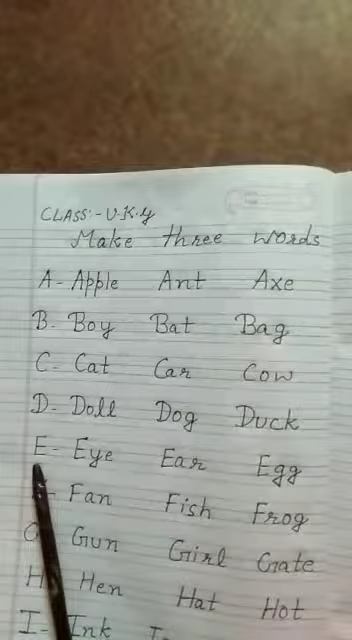 CLASS:- U.K.G
Make three words
A- Apple Ant Axe
B- Boy Bat Bag
C- Cat Car Cow
D- Doll Dog Duck
E- Eye Ear Egg
Fan Fish Frog
G Gun Girl Gate
H Hen Hat Hot
I- Ink